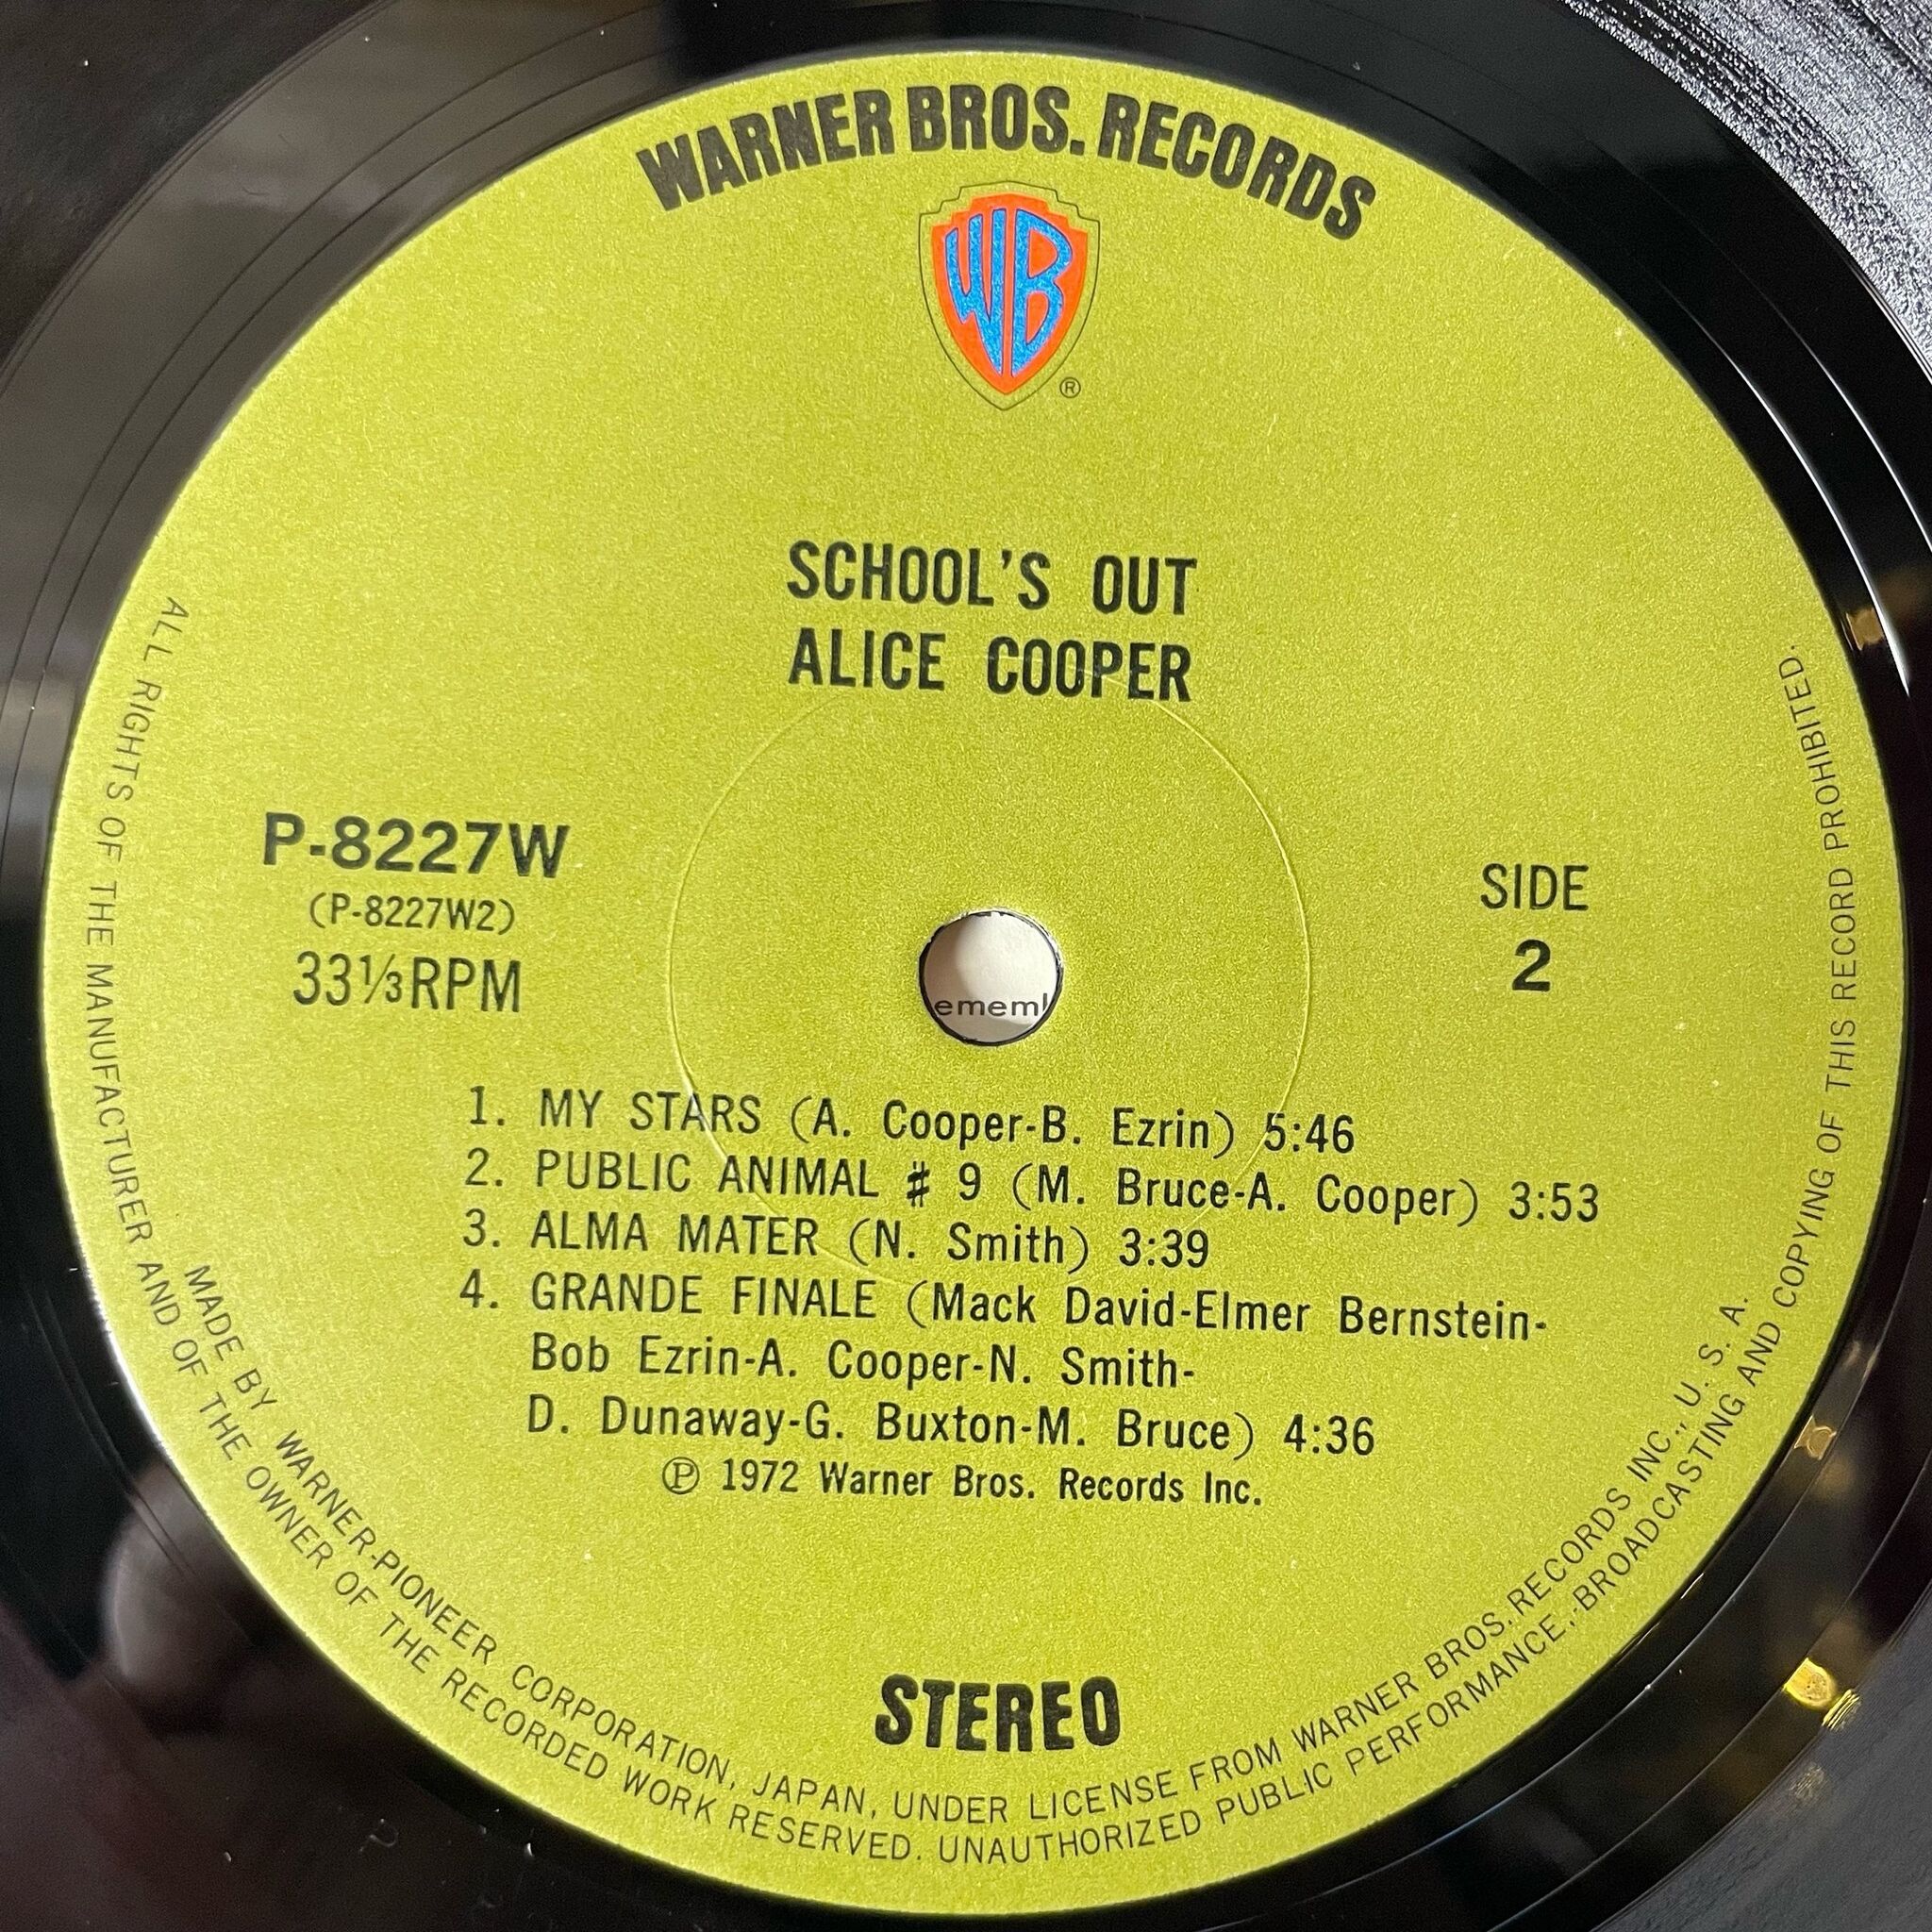 WARNER BROS. RECORDS
WB
®
SCHOOL'S OUT
ALICE COOPER
P-8227W
(P-8227W2)
33⅓RPM
SIDE
2
ememl
1. MY STARS (A. Cooper-B. Ezrin) 5:46
2. PUBLIC ANIMAL # 9 (M. Bruce-A. Cooper) 3:53
3. ALMA MATER (N. Smith) 3:39
4. GRANDE FINALE (Mack David-Elmer Bernstein-
Bob Ezrin-A. Cooper-N. Smith-
D. Dunaway-G. Buxton-M. Bruce) 4:36
℗ 1972 Warner Bros. Records Inc.
STEREO
MADE BY WARNER-PIONEER CORPORATION, JAPAN, UNDER LICENSE FROM WARNER BROS. RECORDS INC., U. S. A.
ALL RIGHTS OF THE MANUFACTURER AND OF THE OWNER OF THE RECORDED WORK RESERVED. UNAUTHORIZED PUBLIC PERFORMANCE, BROADCASTING AND COPYING OF THIS RECORD PROHIBITED.